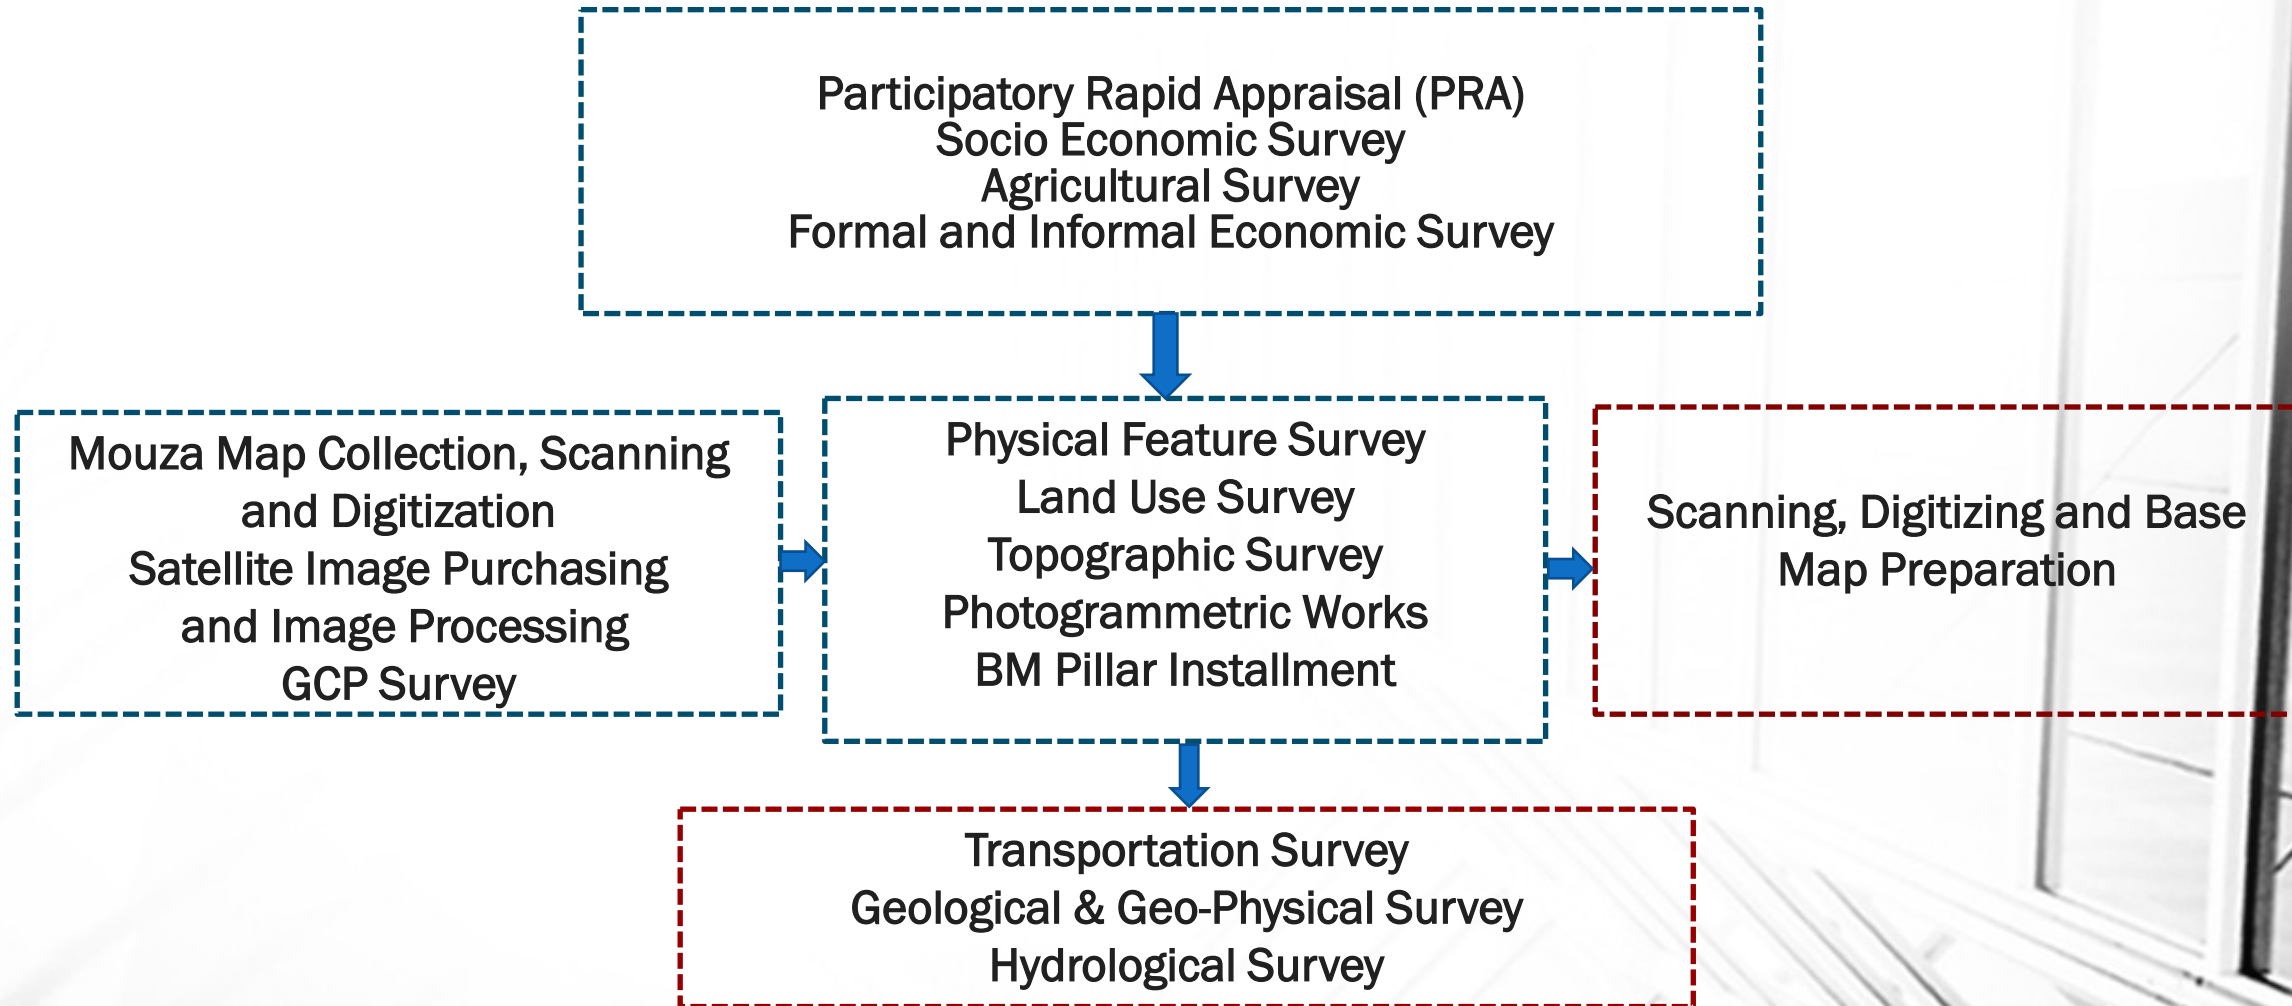 Participatory Rapid Appraisal (PRA)
Socio Economic Survey
Agricultural Survey
Formal and Informal Economic Survey
Mouza Map Collection, Scanning
and Digitization
Satellite Image Purchasing
and Image Processing
GCP Survey
Physical Feature Survey
Land Use Survey
Topographic Survey
Photogrammetric Works
BM Pillar Installment
Scanning, Digitizing and Base
Map Preparation
Transportation Survey
Geological & Geo-Physical Survey
Hydrological Survey